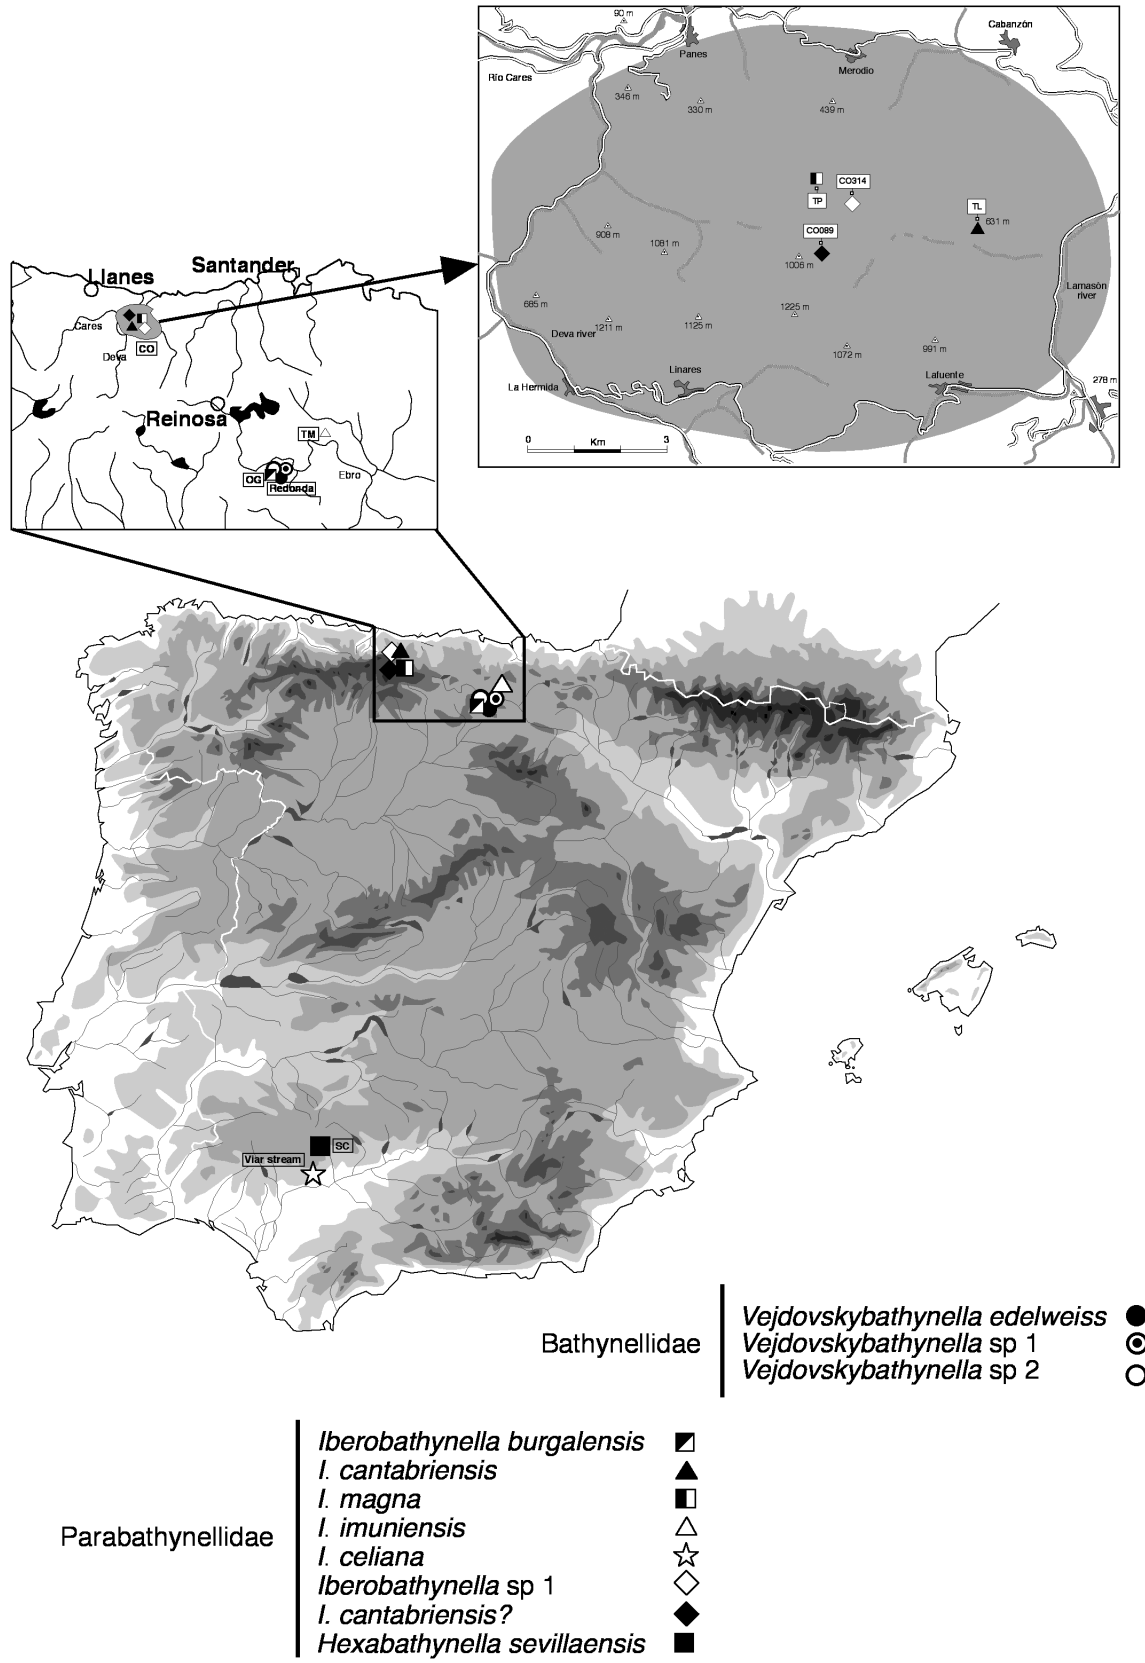 90 m
Cabanzón
Panes
Merodio
Río Cares
346 m
330 m
439 m
TP
CO314
TL
631 m
CO089
908 m
1081 m
1006 m
Lamasòn
river
685 m
1211 m
1125 m
1225 m
Deva river
1072 m
991 m
Linares
La Hermida
Lafuente
278 m
0 Km 3
Llanes
Santander
Cares
Deva
CO
Reinosa
TM
OG
Redonda
Ebro
SC
Viar stream
Bathynellidae
Vejdovskybathynella edelweiss
Vejdovskybathynella sp 1
Vejdovskybathynella sp 2
Parabathynellidae
Iberobathynella burgalensis
I. cantabriensis
I. magna
I. imuniensis
I. celiana
Iberobathynella sp 1
I. cantabriensis?
Hexabathynella sevillaensis